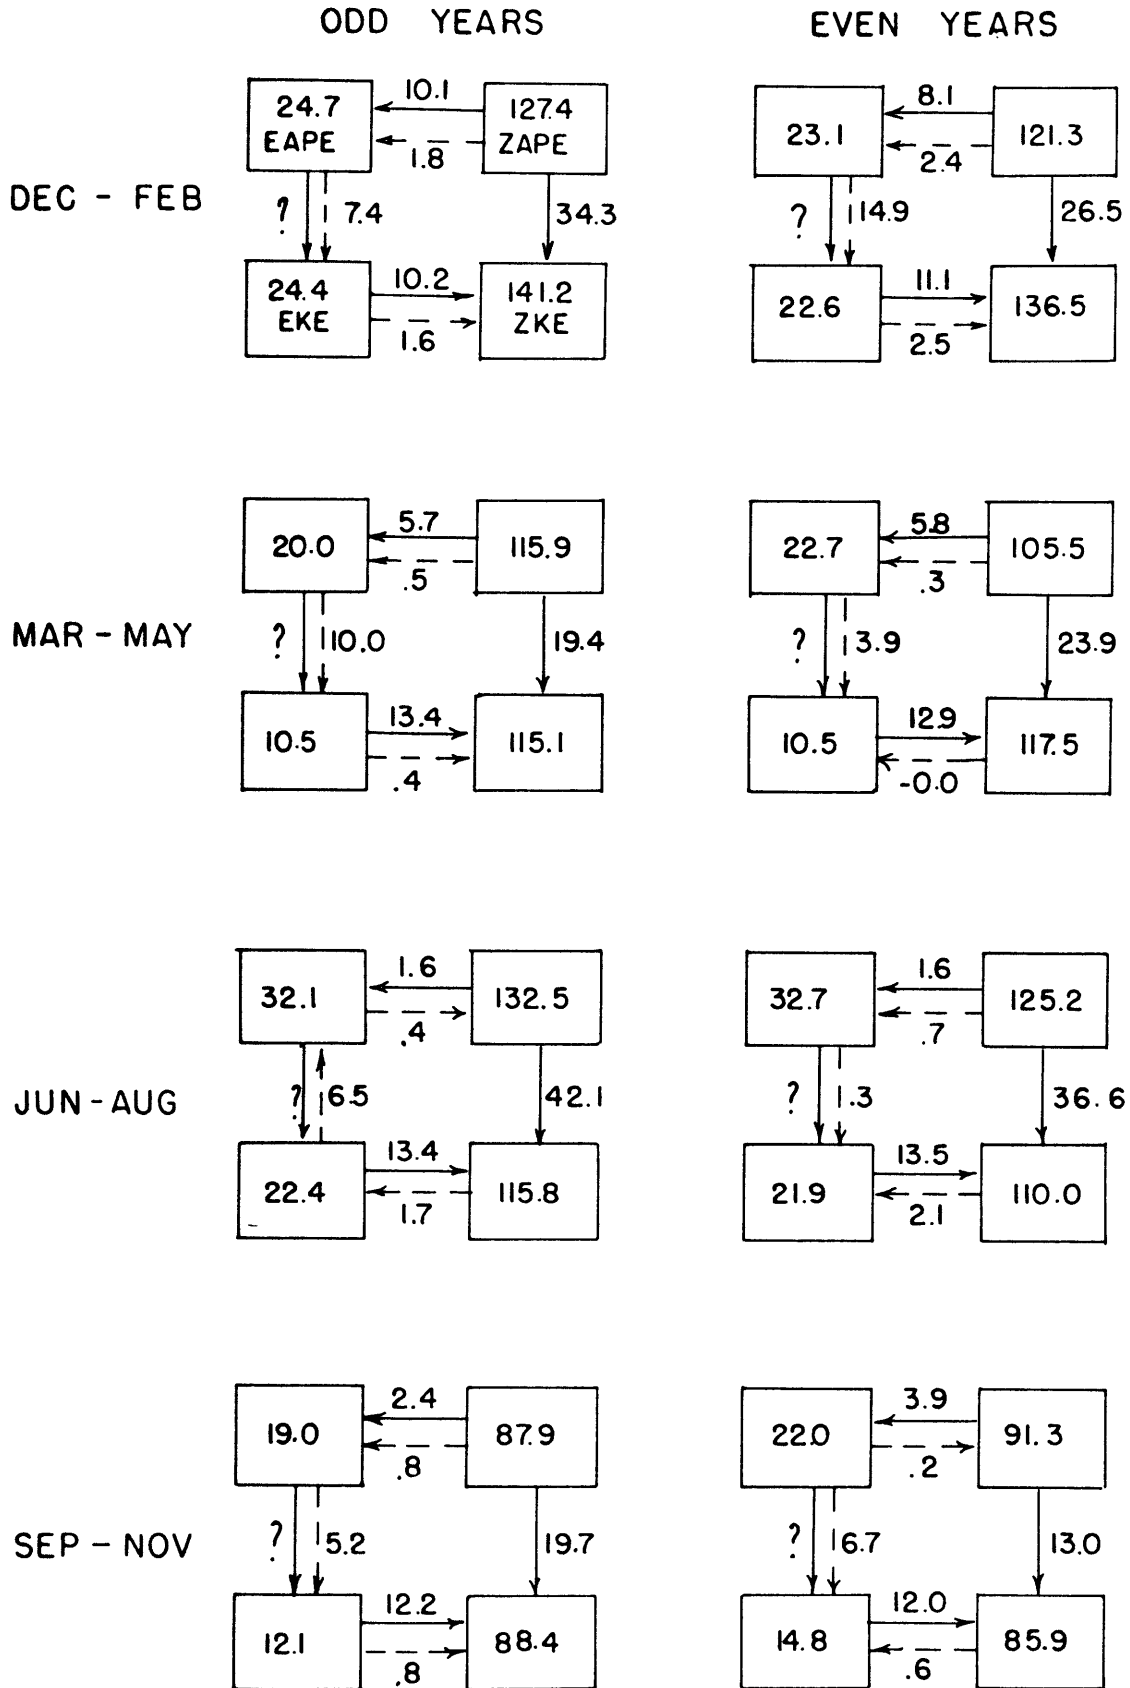 ODD YEARS EVEN YEARS
10.1 8.1
24.7 127.4 23.1 121.3
EAPE ZAPE
1.8 2.4
DEC - FEB
? 7.4 34.3 ? 14.9 26.5
24.4 10.2 141.2 22.6 11.1 136.5
EKE ZKE
1.6 2.5
5.7 5.8
20.0 115.9 22.7 105.5
.5 .3
MAR - MAY
? 10.0 19.4 ? 3.9 23.9
13.4 12.9
10.5 115.1 10.5 117.5
.4 -0.0
1.6 1.6
32.1 132.5 32.7 125.2
.4 .7
JUN - AUG
? 6.5 42.1 ? 1.3 36.6
13.4 13.5
22.4 115.8 21.9 110.0
1.7 2.1
2.4 3.9
19.0 87.9 22.0 91.3
.8 .2
SEP - NOV
? 5.2 19.7 ? 6.7 13.0
12.2 12.0
12.1 88.4 14.8 85.9
.8 .6